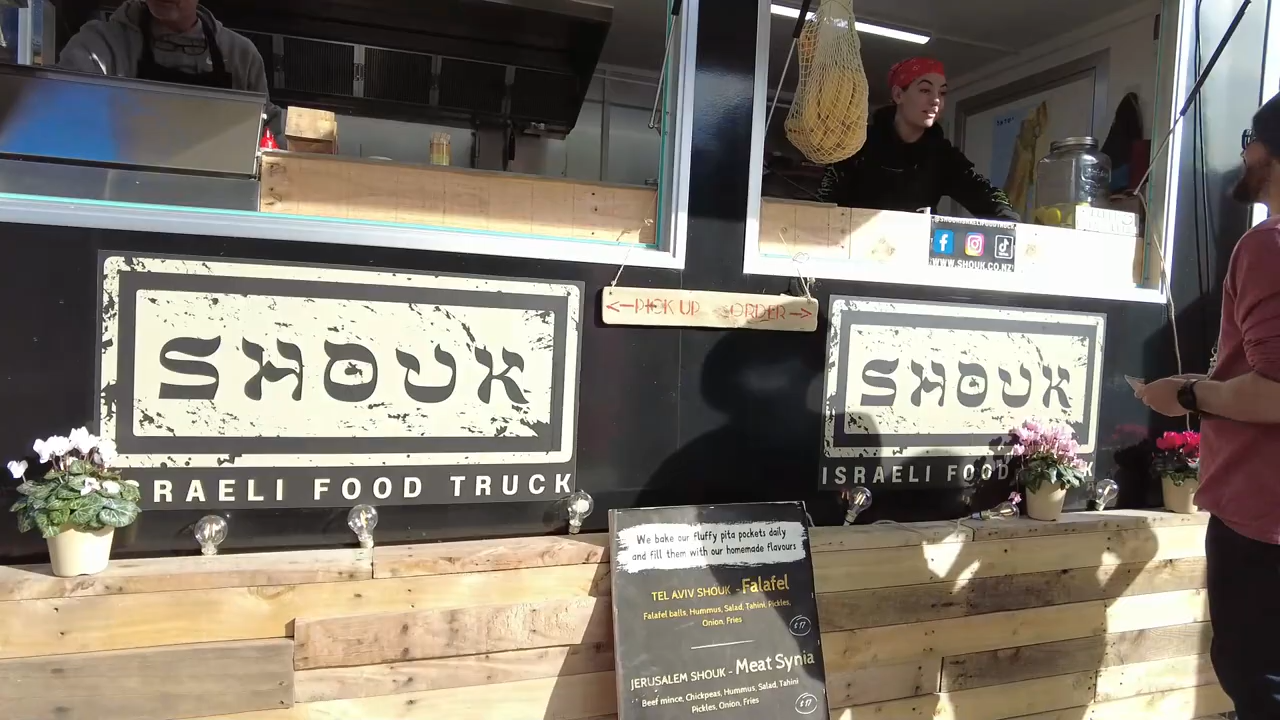 WWW.SHOUK.CO.NZ
<—PICK UP ORDER—>
SHOUK
ISRAELI FOOD TRUCK
SHOUK
ISRAELI FOOD
We bake our fluffy pita pockets daily
and fill them with our homemade flavours
TEL AVIV SHOUK - Falafel
Falafel balls, Hummus, Salad, Tahini, Pickles,
Onion, Fries
$17
JERUSALEM SHOUK - Meat Synia
Beef mince, Chickpeas, Hummus, Salad, Tahini
Pickles, Onion, Fries
$17